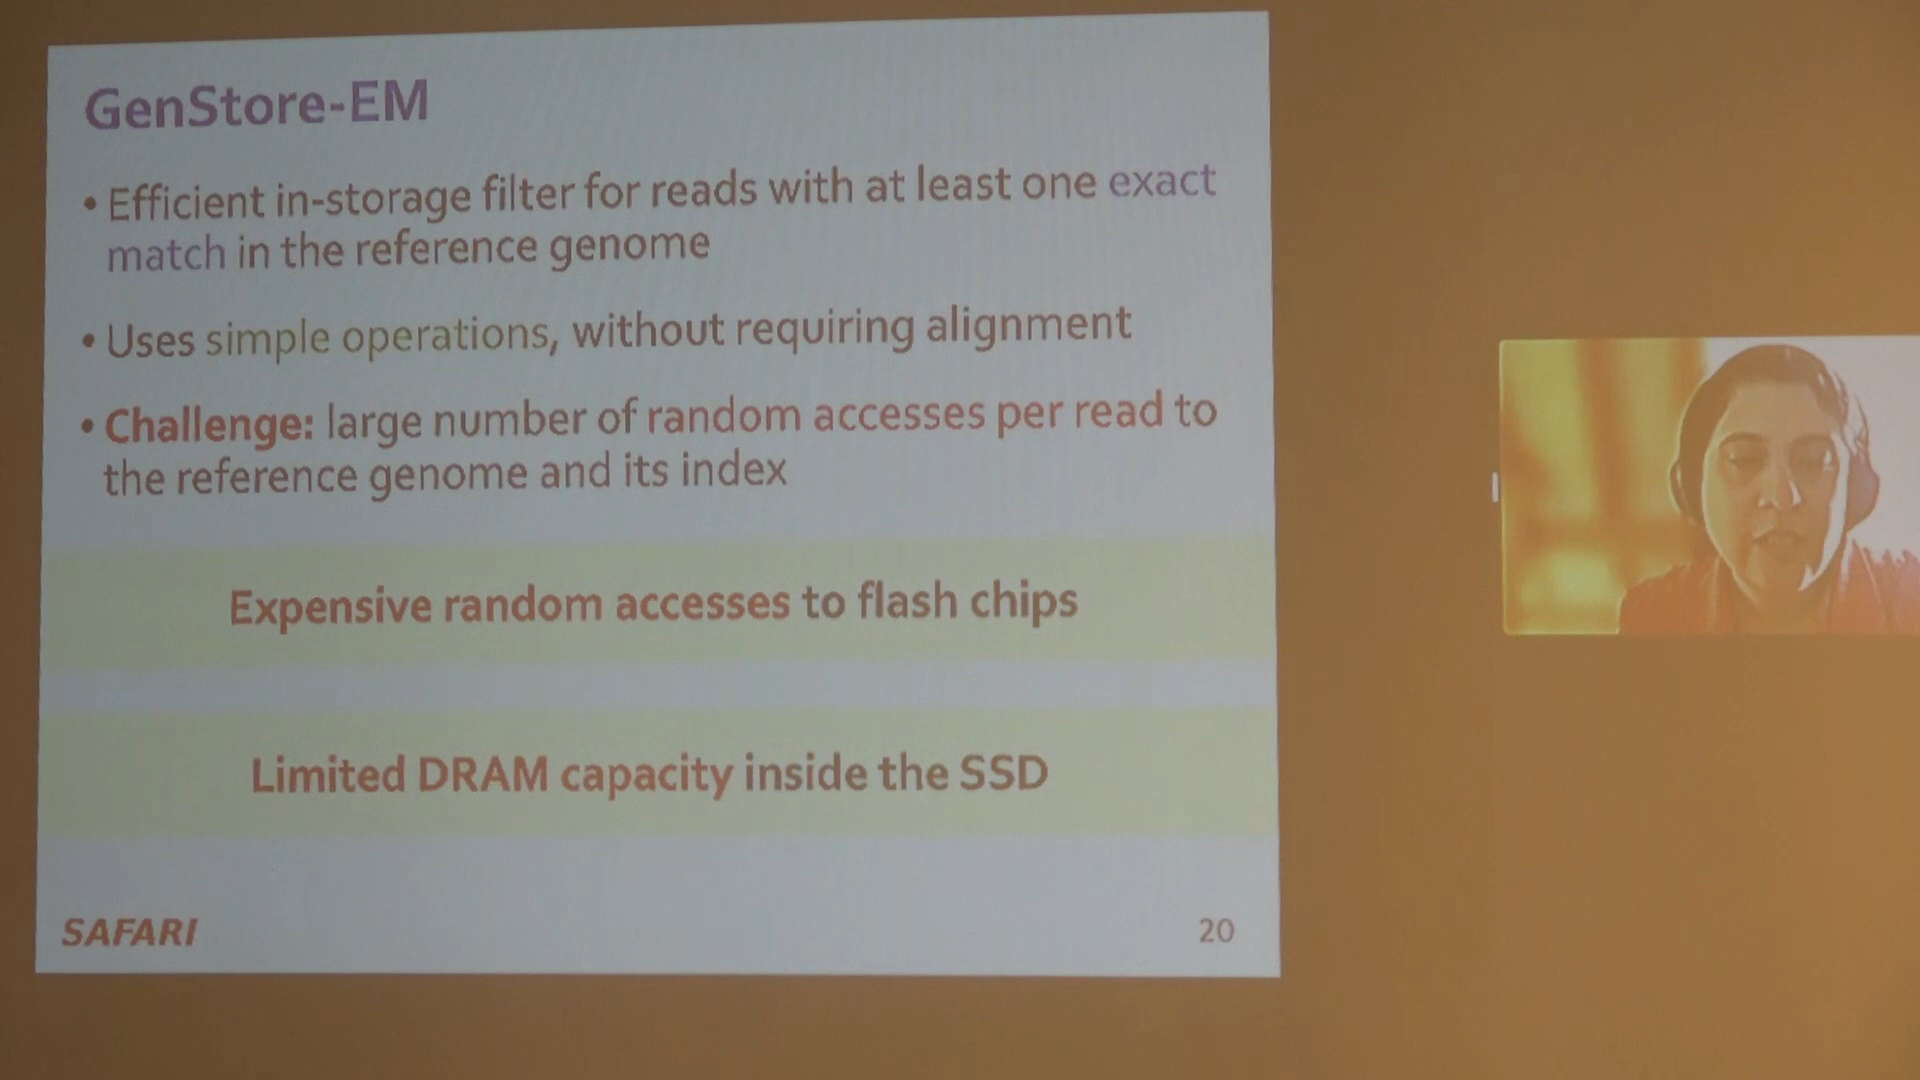 GenStore-EM
• Efficient in-storage filter for reads with at least one exact
match in the reference genome
• Uses simple operations, without requiring alignment
• Challenge: large number of random accesses per read to
the reference genome and its index
Expensive random accesses to flash chips
Limited DRAM capacity inside the SSD
SAFARI
20